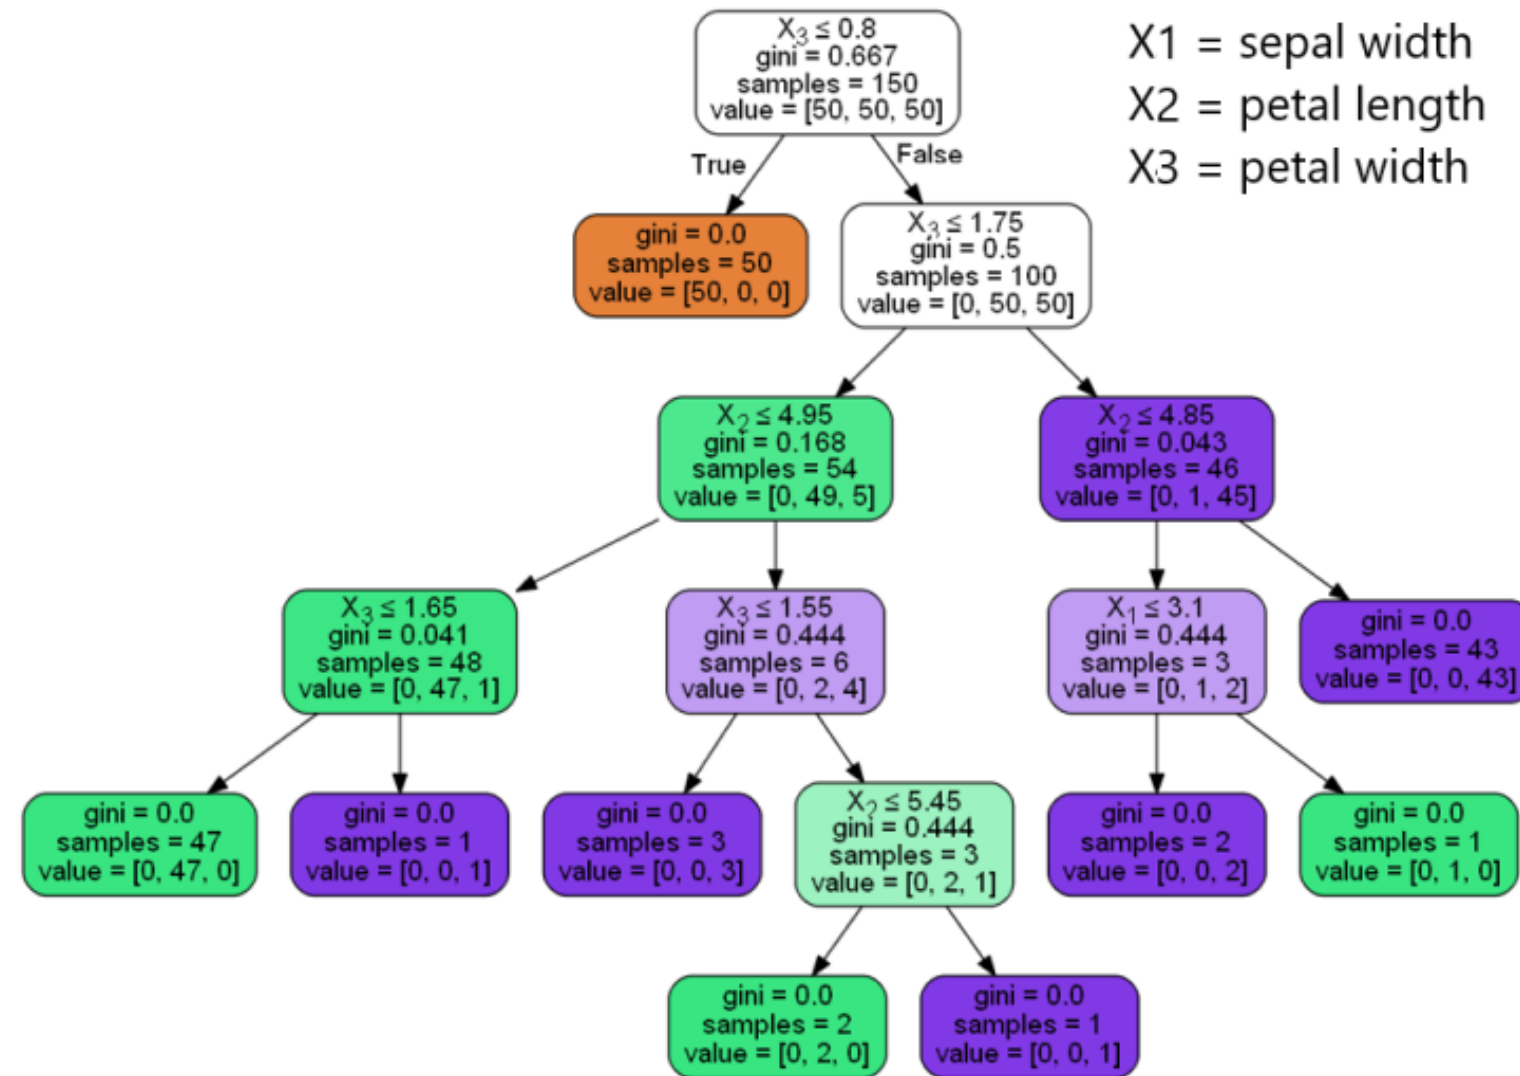 X3 ≤ 0.8
gini = 0.667
samples = 150
value = [50, 50, 50]
X1 = sepal width
X2 = petal length
X3 = petal width
True
False
gini = 0.0
samples = 50
value = [50, 0, 0]
X3 ≤ 1.75
gini = 0.5
samples = 100
value = [0, 50, 50]
X2 ≤ 4.95
gini = 0.168
samples = 54
value = [0, 49, 5]
X2 ≤ 4.85
gini = 0.043
samples = 46
value = [0, 1, 45]
X3 ≤ 1.65
gini = 0.041
samples = 48
value = [0, 47, 1]
X3 ≤ 1.55
gini = 0.444
samples = 6
value = [0, 2, 4]
X1 ≤ 3.1
gini = 0.444
samples = 3
value = [0, 1, 2]
gini = 0.0
samples = 43
value = [0, 0, 43]
gini = 0.0
samples = 47
value = [0, 47, 0]
gini = 0.0
samples = 1
value = [0, 0, 1]
gini = 0.0
samples = 3
value = [0, 0, 3]
X2 ≤ 5.45
gini = 0.444
samples = 3
value = [0, 2, 1]
gini = 0.0
samples = 2
value = [0, 0, 2]
gini = 0.0
samples = 1
value = [0, 1, 0]
gini = 0.0
samples = 2
value = [0, 2, 0]
gini = 0.0
samples = 1
value = [0, 0, 1]